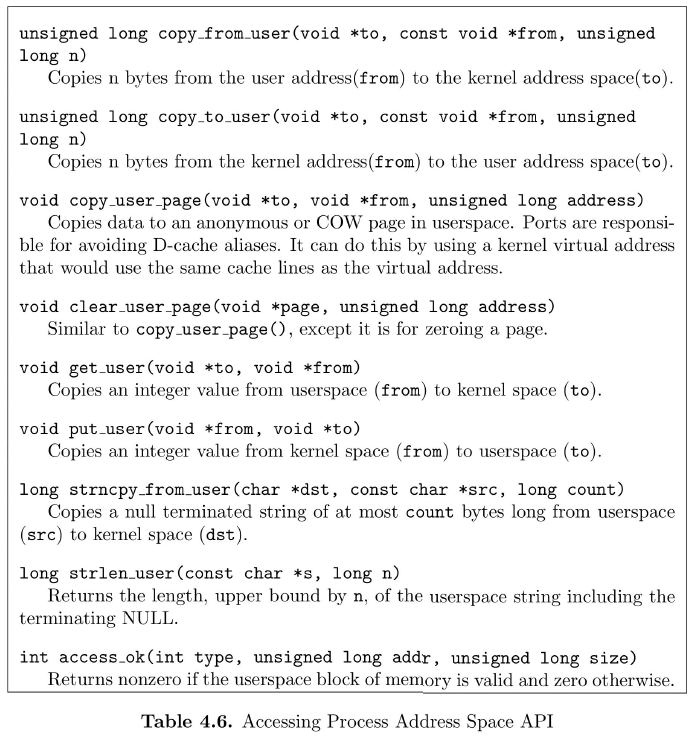 unsigned long copy_from_user(void *to, const void *from, unsigned
long n)
Copies n bytes from the user address(from) to the kernel address space(to).
unsigned long copy_to_user(void *to, const void *from, unsigned
long n)
Copies n bytes from the kernel address(from) to the user address space(to).
void copy_user_page(void *to, void *from, unsigned long address)
Copies data to an anonymous or COW page in userspace. Ports are responsi-
ble for avoiding D-cache aliases. It can do this by using a kernel virtual address
that would use the same cache lines as the virtual address.
void clear_user_page(void *page, unsigned long address)
Similar to copy_user_page(), except it is for zeroing a page.
void get_user(void *to, void *from)
Copies an integer value from userspace (from) to kernel space (to).
void put_user(void *from, void *to)
Copies an integer value from kernel space (from) to userspace (to).
long strncpy_from_user(char *dst, const char *src, long count)
Copies a null terminated string of at most count bytes long from userspace
(src) to kernel space (dst).
long strlen_user(const char *s, long n)
Returns the length, upper bound by n, of the userspace string including the
terminating NULL.
int access_ok(int type, unsigned long addr, unsigned long size)
Returns nonzero if the userspace block of memory is valid and zero otherwise.
Table 4.6. Accessing Process Address Space API